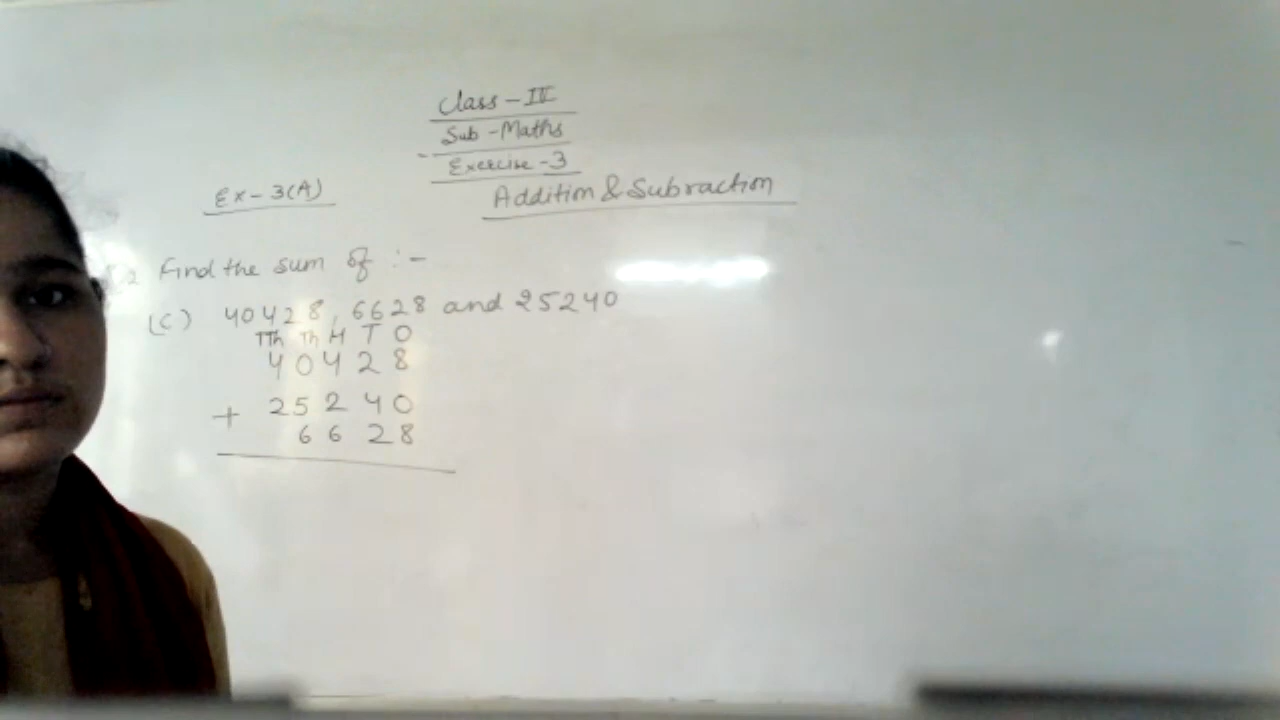 Class - III
Sub - Maths
Exercise - 3
Ex - 3(A)
Addition & Subraction
2 Find the sum of :-
(C) 40428, 6628 and 25240
TTh Th H T O
4 0 4 2 8
+ 2 5 2 4 0
6 6 2 8